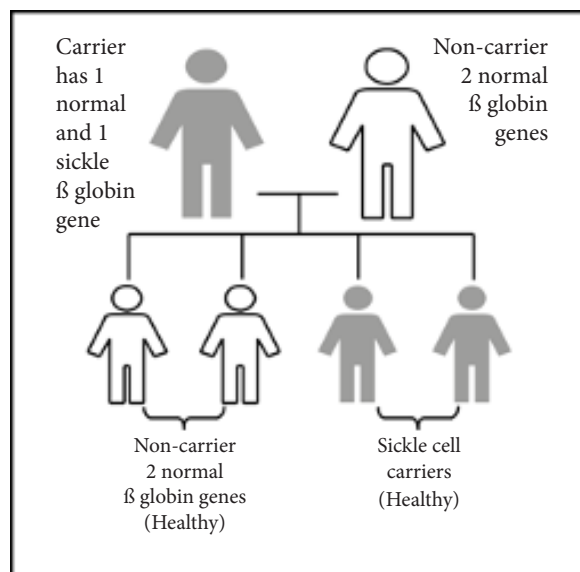 Carrier
has 1
normal
and 1
sickle
ß globin
gene
Non-carrier
2 normal
ß globin
genes
Non-carrier
2 normal
ß globin genes
(Healthy)
Sickle cell
carriers
(Healthy)